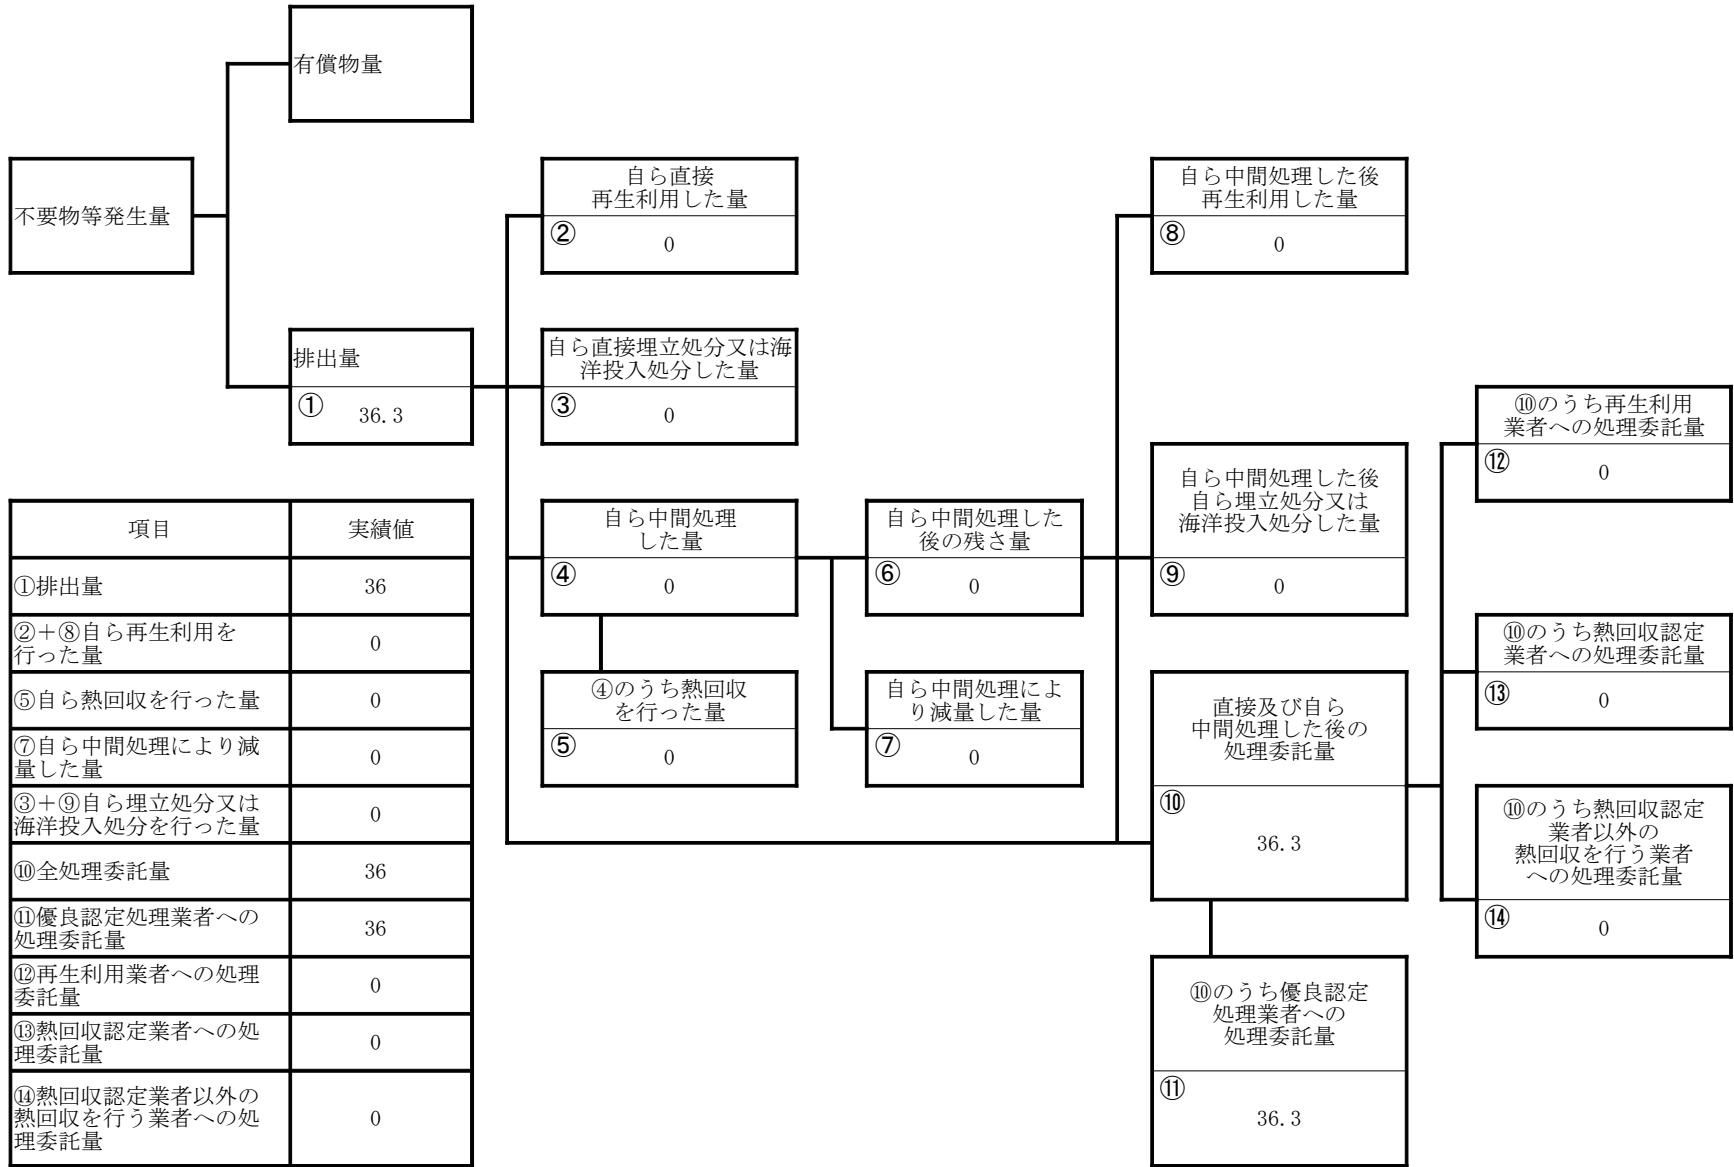 有償物量
不要物等発生量
排出量
①
36.3
自ら直接
再生利用した量
②
0
自ら直接埋立処分又は海
洋投入処分した量
③
0
自ら中間処理
した量
④
0
④のうち熱回収
を行った量
⑤
0
自ら中間処理した
後の残さ量
⑥
0
自ら中間処理によ
り減量した量
⑦
0
自ら中間処理した後
再生利用した量
⑧
0
自ら中間処理した後
自ら埋立処分又は
海洋投入処分した量
⑨
0
直接及び自ら
中間処理した後の
処理委託量
⑩
36.3
⑩のうち優良認定
処理業者への
処理委託量
⑪
36.3
⑩のうち再生利用
業者への処理委託量
⑫
0
⑩のうち熱回収認定
業者への処理委託量
⑬
0
⑩のうち熱回収認定
業者以外の
熱回収を行う業者
への処理委託量
⑭
0
項目 実績値
①排出量 36
②＋⑧自ら再生利用を
行った量 0
⑤自ら熱回収を行った量 0
⑦自ら中間処理により減
量した量 0
③＋⑨自ら埋立処分又は
海洋投入処分を行った量 0
⑩全処理委託量 36
⑪優良認定処理業者への
処理委託量 36
⑫再生利用業者への処理
委託量 0
⑬熱回収認定業者への処
理委託量 0
⑭熱回収認定業者以外の
熱回収を行う業者への処
理委託量 0